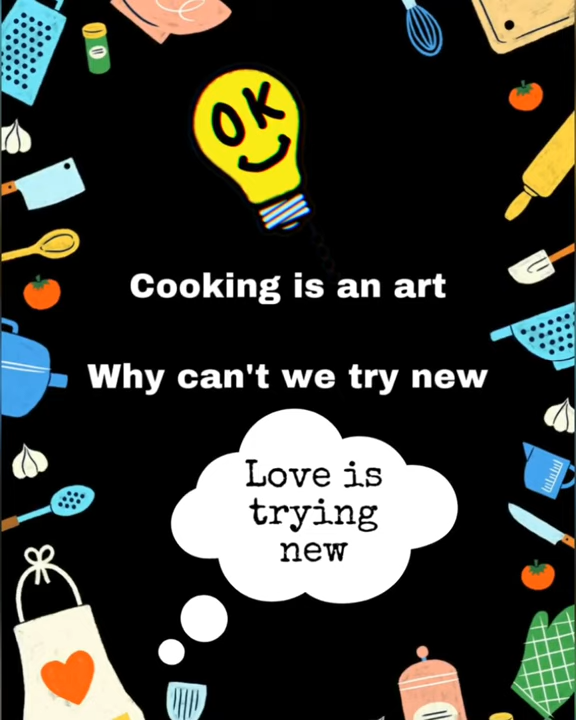 OK
Cooking is an art
Why can't we try new
Love is
trying
new